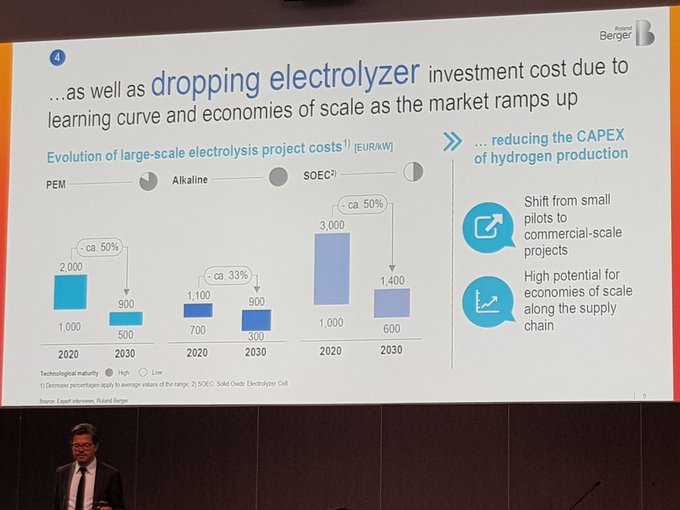 4
Roland
Berger
...as well as dropping electrolyzer investment cost due to
learning curve and economies of scale as the market ramps up
Evolution of large-scale electrolysis project costs1) [EUR/kW]
PEM
Alkaline
SOEC2)
- ca. 50%
2,000
900
1,000
500
2020 2030
- ca. 33%
1,100
900
700
300
2020 2030
- ca. 50%
3,000
1,400
1,000
600
2020 2030
Technological maturity High Low
1) Decrease percentages apply to average values of the range; 2) SOEC: Solid Oxide Electrolyzer Cell
Source: Expert interviews, Roland Berger
... reducing the CAPEX
of hydrogen production
Shift from small
pilots to
commercial-scale
projects
High potential for
economies of scale
along the supply
chain